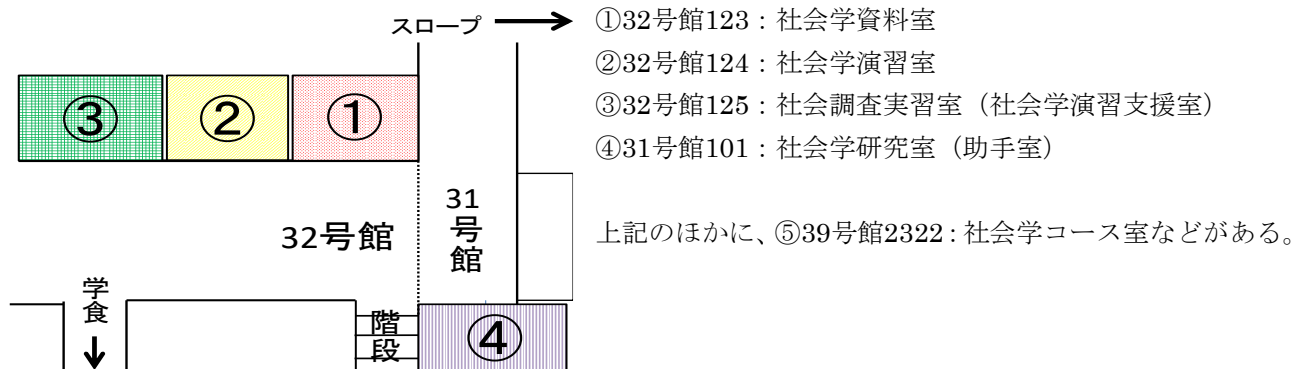 スロープ
①32号館123：社会学資料室
②32号館124：社会学演習室
③32号館125：社会調査実習室（社会学演習支援室）
④31号館101：社会学研究室（助手室）
上記のほかに、⑤39号館2322：社会学コース室などがある。
③
②
①
32号館
31号館
学食
階段
④